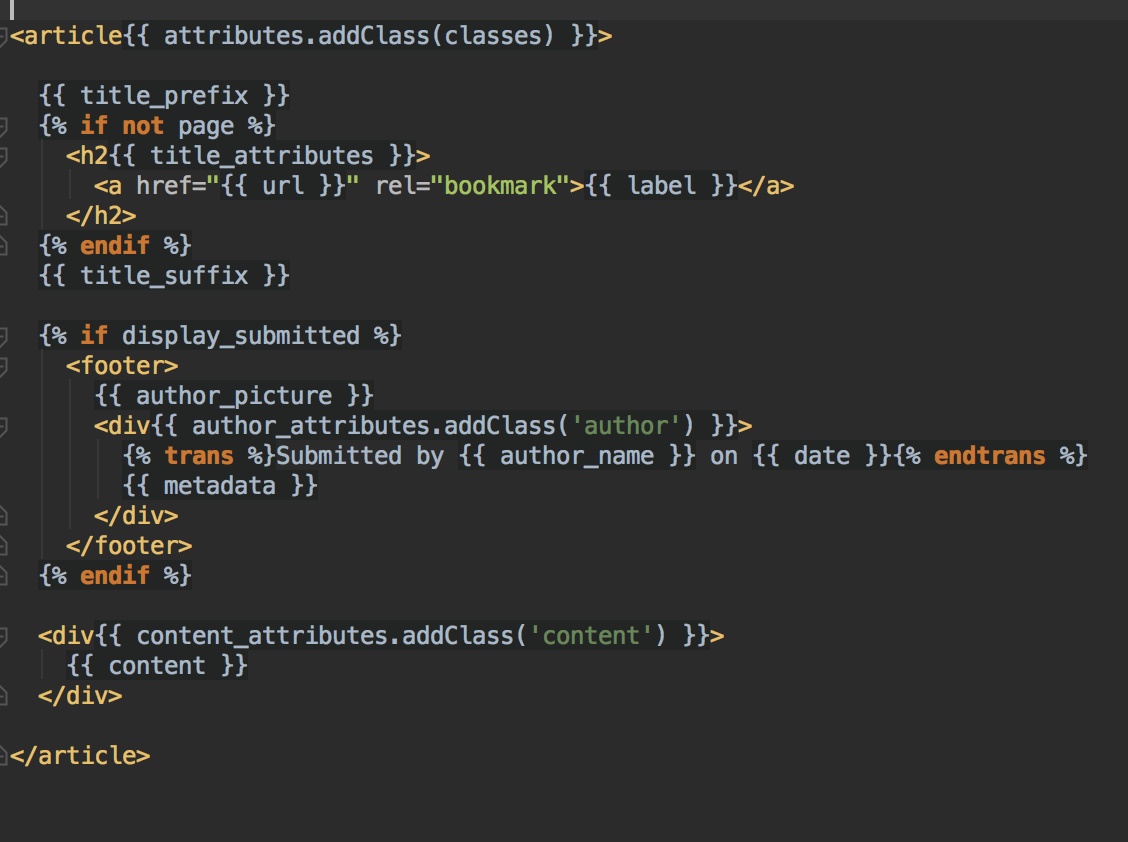 <article{{ attributes.addClass(classes) }}>
{{ title_prefix }}
{% if not page %}
<h2{{ title_attributes }}>
<a href="{{ url }}" rel="bookmark">{{ label }}</a>
</h2>
{% endif %}
{{ title_suffix }}
{% if display_submitted %}
<footer>
{{ author_picture }}
<div{{ author_attributes.addClass('author') }}>
{% trans %}Submitted by {{ author_name }} on {{ date }}{% endtrans %}
{{ metadata }}
</div>
</footer>
{% endif %}
<div{{ content_attributes.addClass('content') }}>
{{ content }}
</div>
</article>